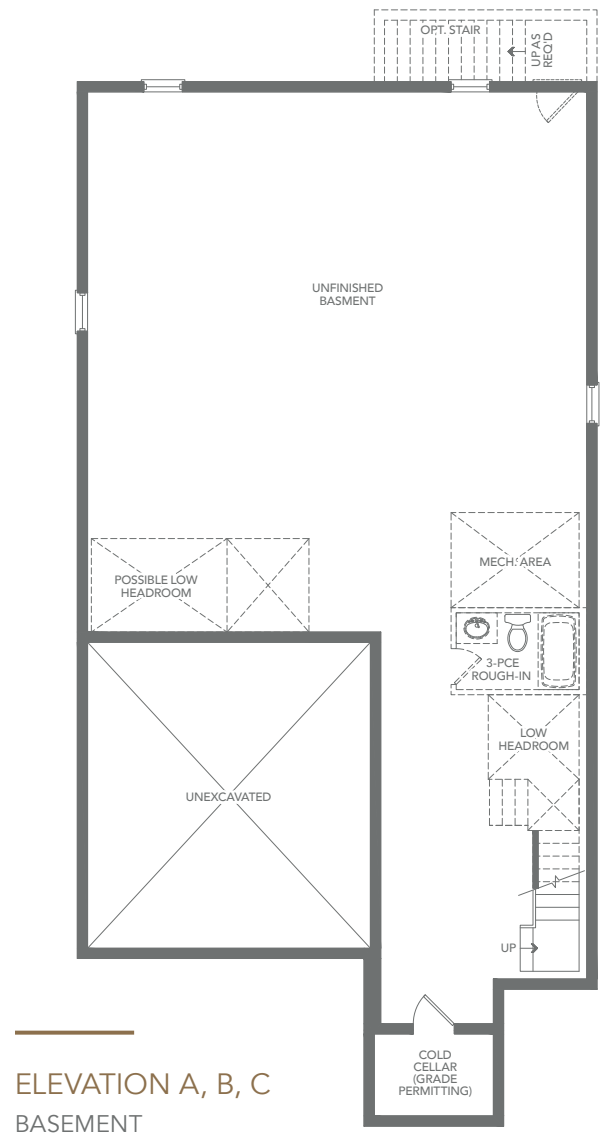 OPT. STAIR
UP AS
REQ'D
UNFINISHED
BASMENT
MECH. AREA
POSSIBLE LOW
HEADROOM
3-PCE
ROUGH-IN
LOW
HEADROOM
UNEXCAVATED
UP
COLD
CELLAR
(GRADE
PERMITTING)
ELEVATION A, B, C
BASEMENT